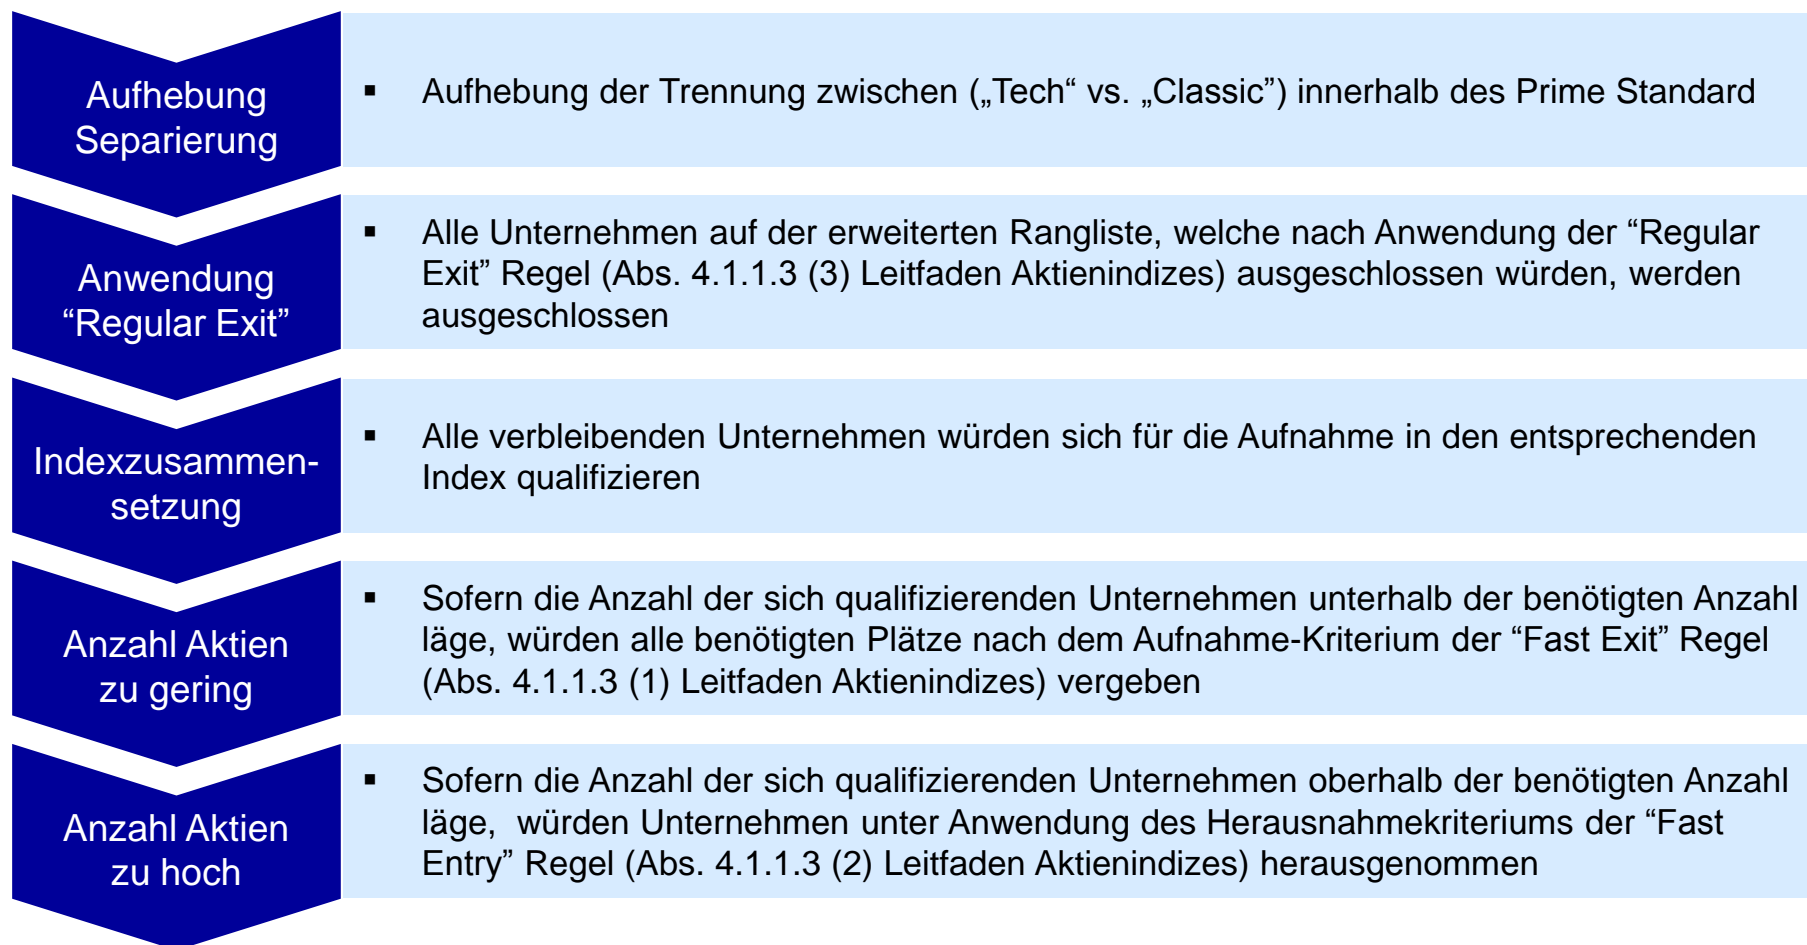 Aufhebung
Separierung
▪ Aufhebung der Trennung zwischen („Tech“ vs. „Classic”) innerhalb des Prime Standard
Anwendung
“Regular Exit”
▪ Alle Unternehmen auf der erweiterten Rangliste, welche nach Anwendung der “Regular
Exit” Regel (Abs. 4.1.1.3 (3) Leitfaden Aktienindizes) ausgeschlossen würden, werden
ausgeschlossen
Indexzusammen-
setzung
▪ Alle verbleibenden Unternehmen würden sich für die Aufnahme in den entsprechenden
Index qualifizieren
Anzahl Aktien
zu gering
▪ Sofern die Anzahl der sich qualifizierenden Unternehmen unterhalb der benötigten Anzahl
läge, würden alle benötigten Plätze nach dem Aufnahme-Kriterium der “Fast Exit” Regel
(Abs. 4.1.1.3 (1) Leitfaden Aktienindizes) vergeben
Anzahl Aktien
zu hoch
▪ Sofern die Anzahl der sich qualifizierenden Unternehmen oberhalb der benötigten Anzahl
läge,  würden Unternehmen unter Anwendung des Herausnahmekriteriums der “Fast
Entry” Regel (Abs. 4.1.1.3 (2) Leitfaden Aktienindizes) herausgenommen